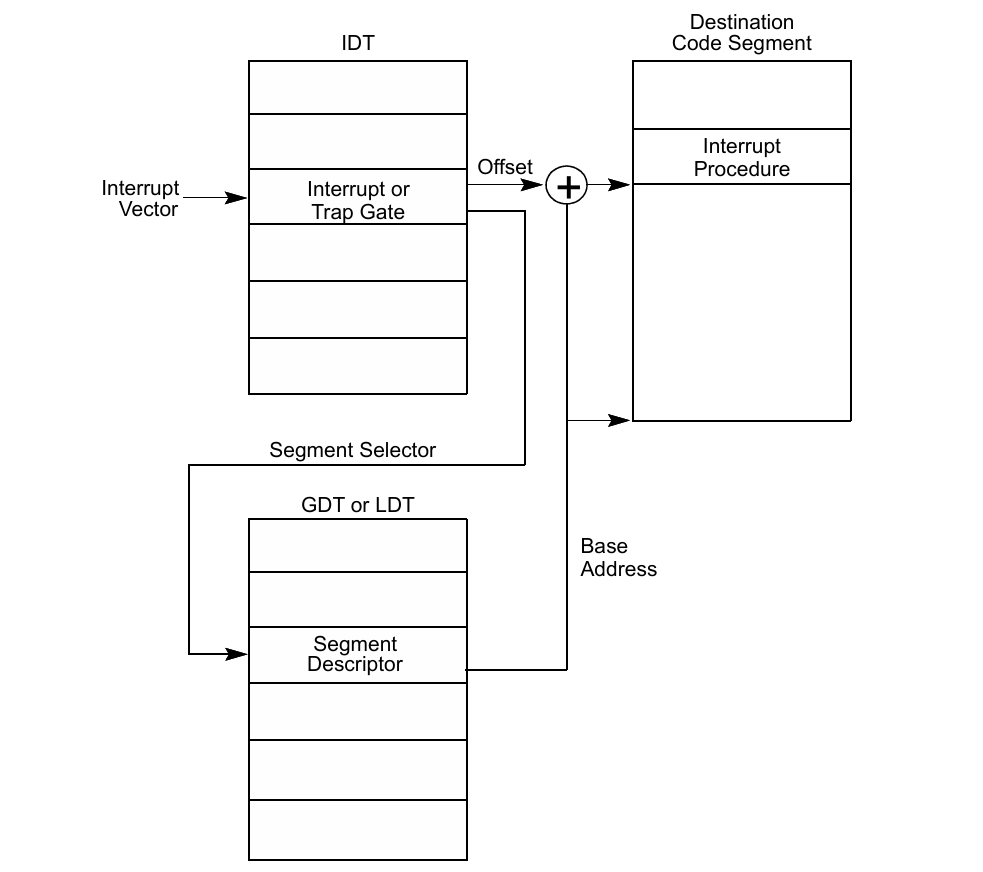 IDT
Destination
Code Segment
Interrupt
Vector
Interrupt or
Trap Gate
Offset
+
Interrupt
Procedure
Segment Selector
GDT or LDT
Base
Address
Segment
Descriptor